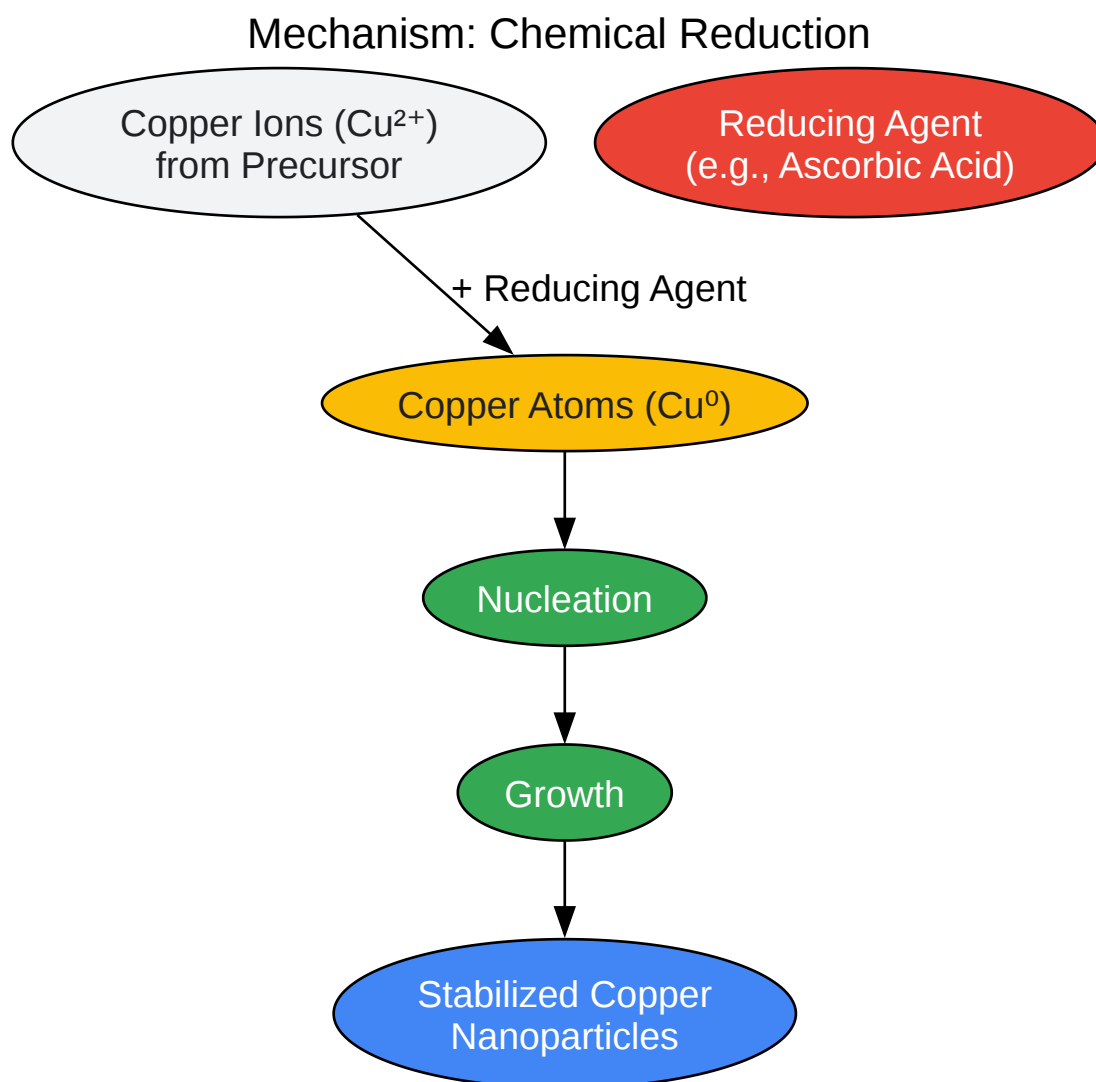 Mechanism: Chemical Reduction
Copper Ions (Cu²⁺)
from Precursor
Reducing Agent
(e.g., Ascorbic Acid)
+ Reducing Agent
Copper Atoms (Cu⁰)
Nucleation
Growth
Stabilized Copper
Nanoparticles